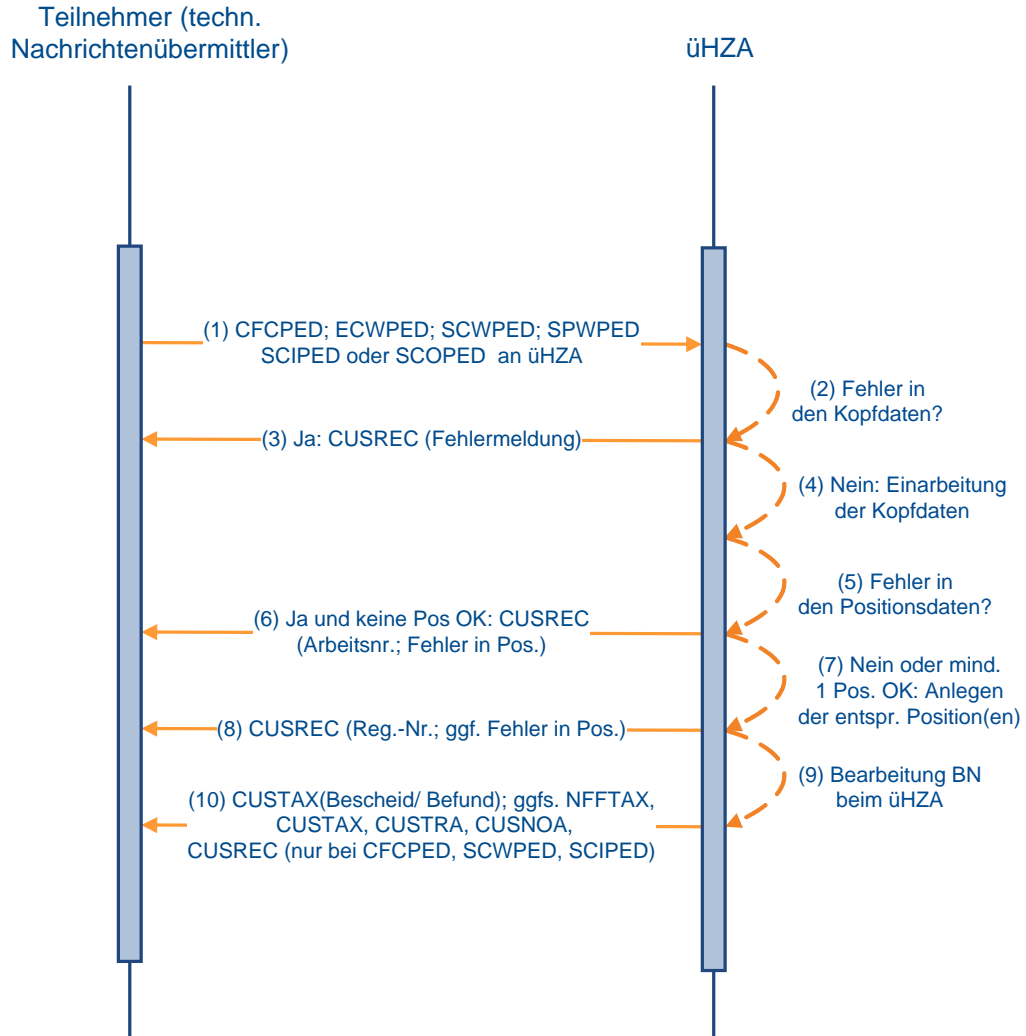 Teilnehmer (techn.
Nachrichtenübermittler)
üHZA
(1) CFCPED; ECWPED; SCWPED; SPWPED
SCIPED oder SCOPED an üHZA
(2) Fehler in
den Kopfdaten?
(3) Ja: CUSREC (Fehlermeldung)
(4) Nein: Einarbeitung
der Kopfdaten
(5) Fehler in
den Positionsdaten?
(6) Ja und keine Pos OK: CUSREC
(Arbeitsnr.; Fehler in Pos.)
(7) Nein oder mind.
1 Pos. OK: Anlegen
der entspr. Position(en)
(8) CUSREC (Reg.-Nr.; ggf. Fehler in Pos.)
(9) Bearbeitung BN
beim üHZA
(10) CUSTAX(Bescheid/ Befund); ggfs. NFFTAX,
CUSTAX, CUSTRA, CUSNOA,
CUSREC (nur bei CFCPED, SCWPED, SCIPED)